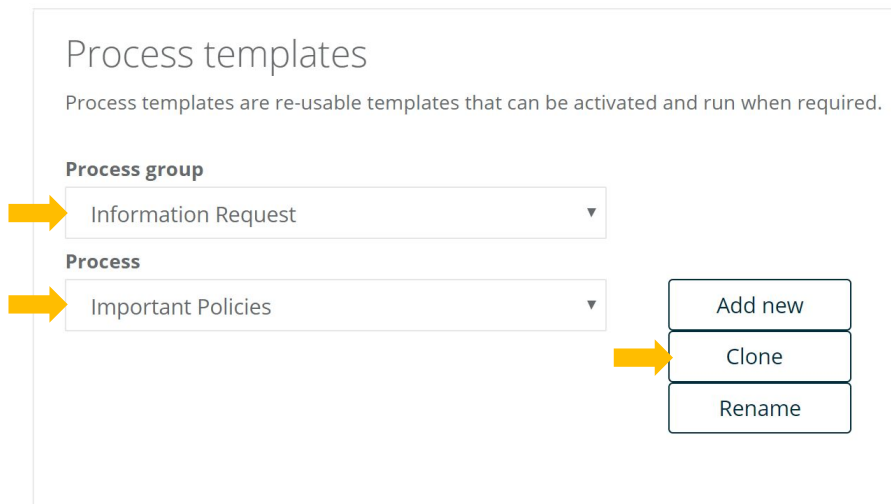 Process templates
Process templates are re-usable templates that can be activated and run when required.
Process group
Information Request
Process
Important Policies
Add new
Clone
Rename